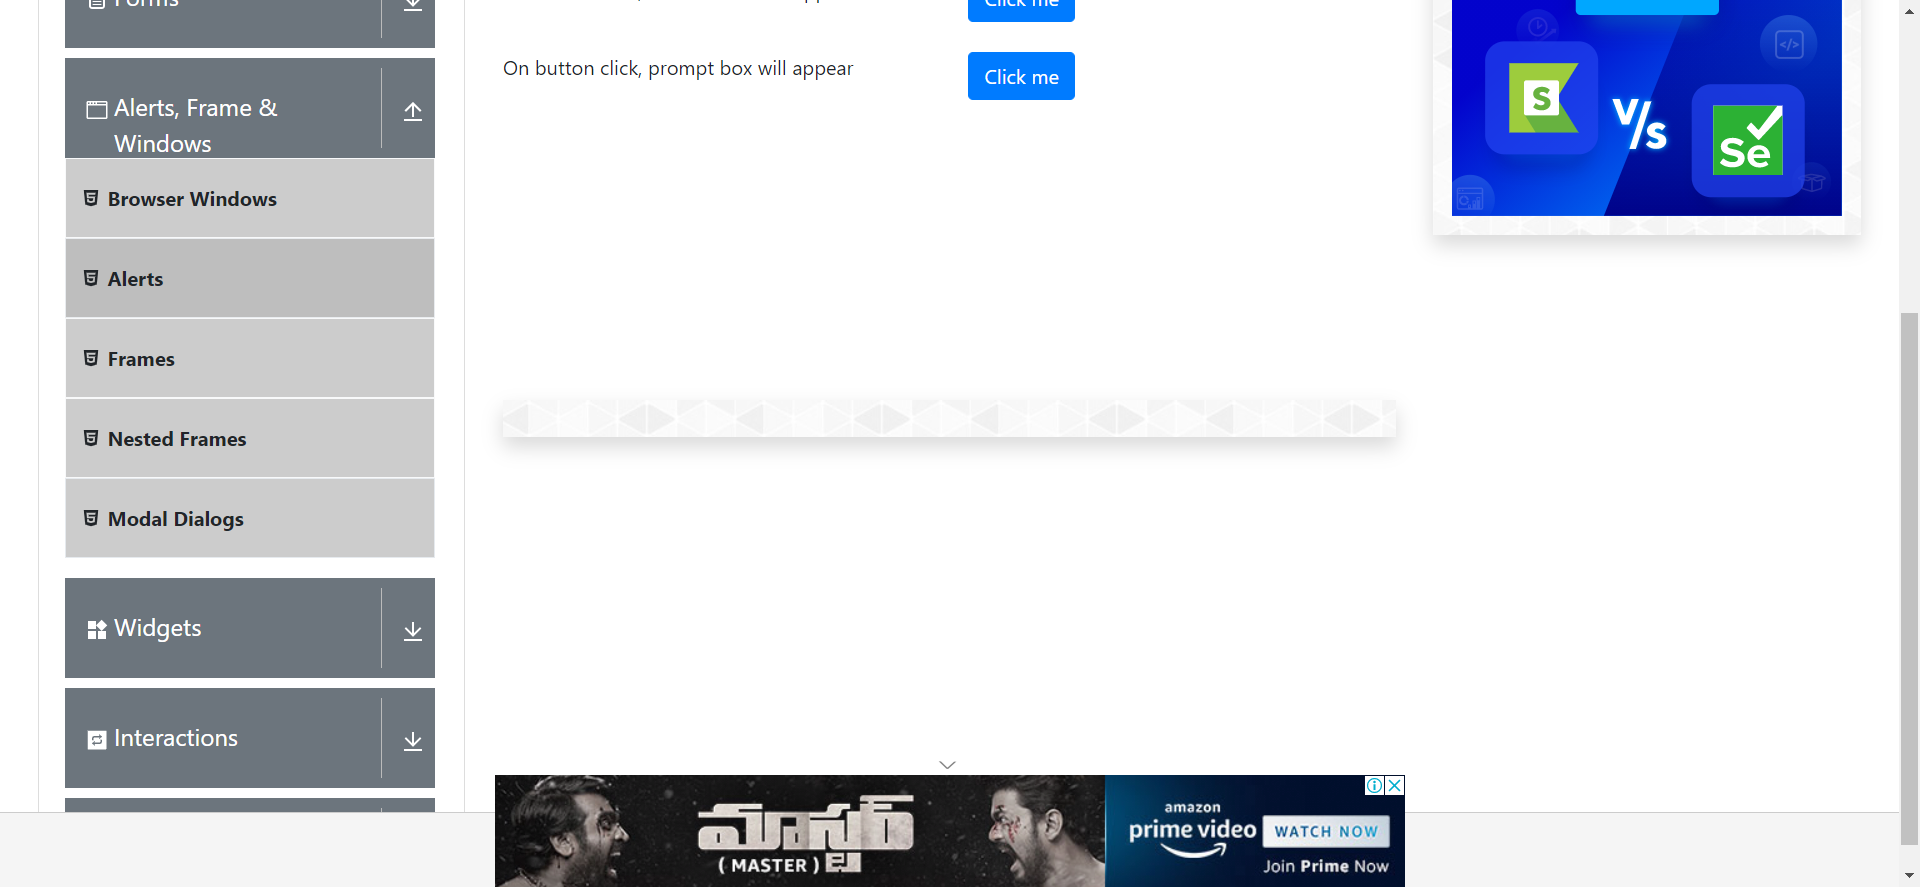 Forms
Click me
On button click, prompt box will appear
Click me
Alerts, Frame &
Windows
Browser Windows
Alerts
Frames
Nested Frames
Modal Dialogs
Widgets
Interactions
S
V/s
Se
</>
మాస్టర్
( MASTER )
amazon
prime video
WATCH NOW
Join Prime Now